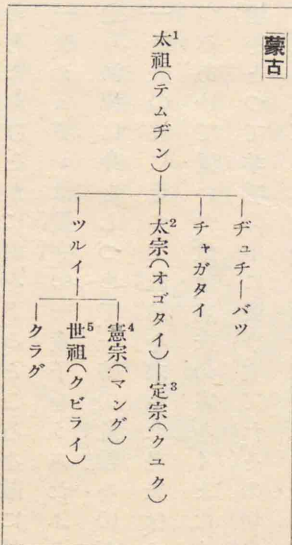 蒙古
ヂュチ―バツ
チャガタイ
太祖(テムヂン)¹―太宗(オゴタイ)²―定宗(クユク)³
憲宗(マング)⁴
ツルイ―世祖(クビライ)⁵
クラグ